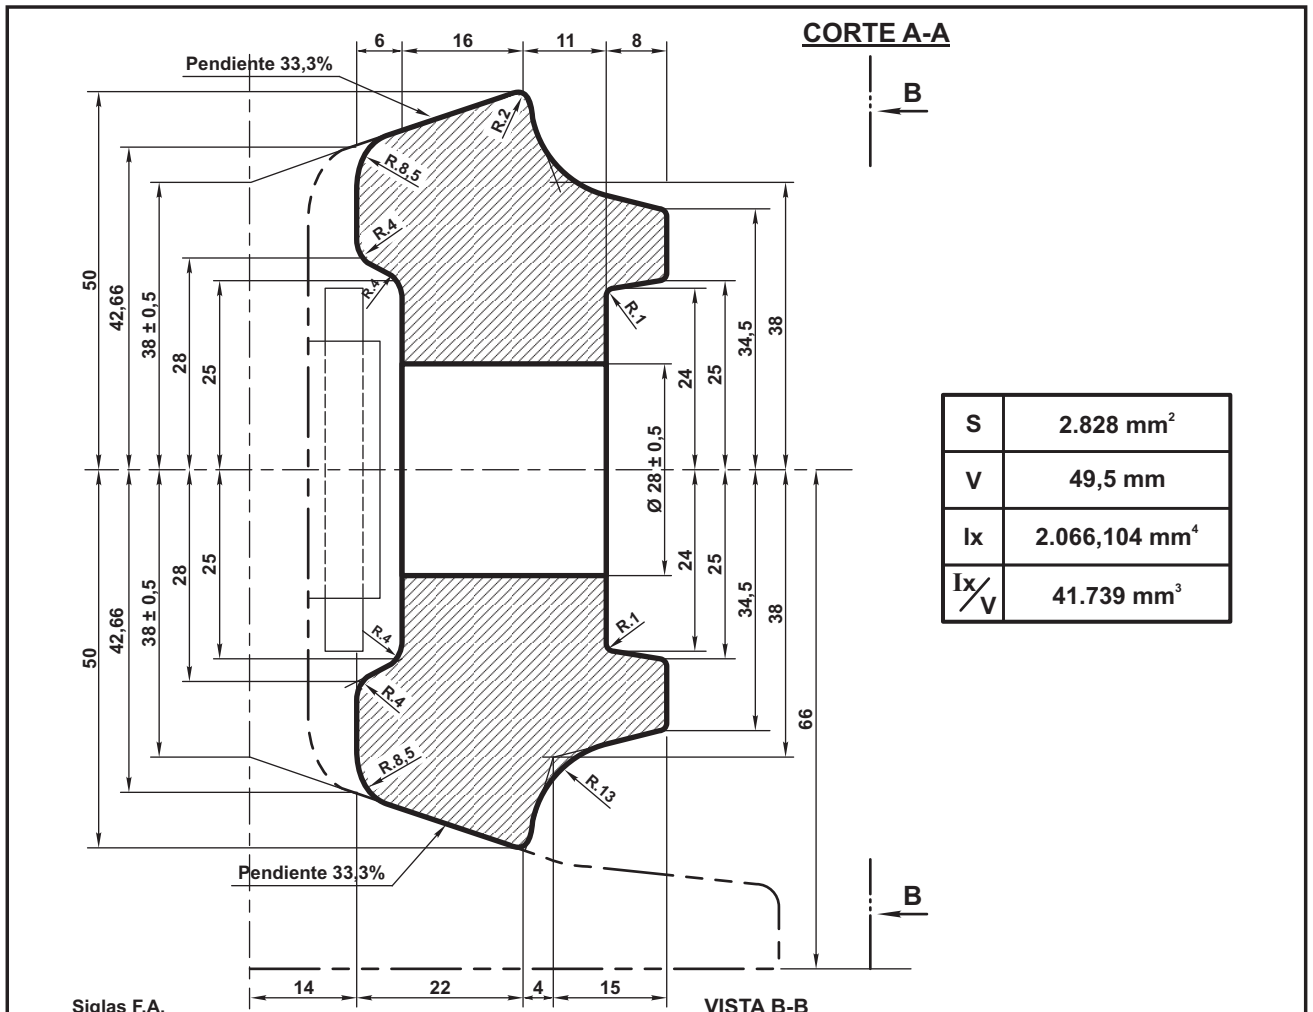 CORTE A-A
6
16
11
8
Pendiente 33,3%
B
R.2
R.8,5
R.4
R.4
R.1
50
42,66
38 ± 0,5
28
25
24
25
34,5
38
Ø 28 ± 0,5
S 2.828 mm²
V 49,5 mm
Ix 2.066,104 mm⁴
Ix/V 41.739 mm³
50
42,66
38 ± 0,5
28
25
24
25
34,5
38
66
R.4
R.1
R.4
R.8,5
R.13
Pendiente 33,3%
B
14
22
4
15
Siglas F.A.
VISTA B-B